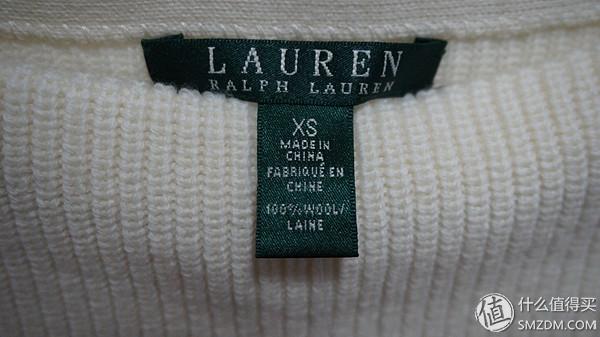 LAUREN
RALPH LAUREN
XS
MADE IN
CHINA
FABRIQUÉ EN
CHINE
100% WOOL/
LAINE
值 什么值得买
SMZDM.COM